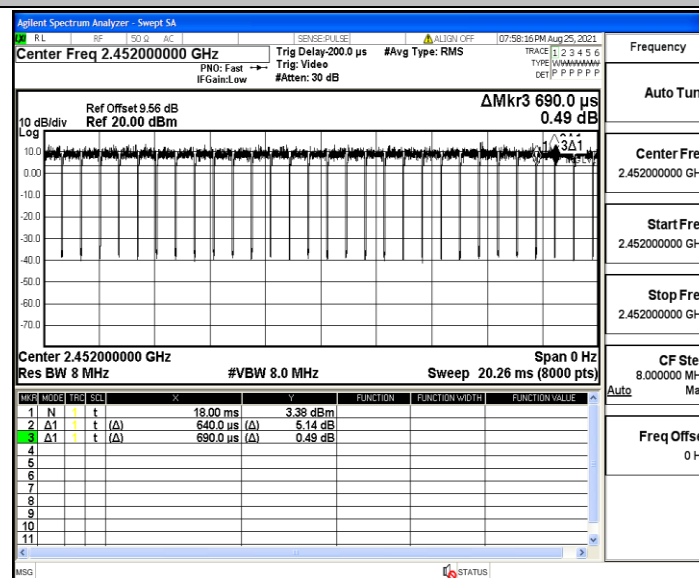 Agilent Spectrum Analyzer - Swept SA
RL RF 50 Ω AC SENSE:PULSE ALIGN OFF 07:58:16 PM Aug 25, 2021
Center Freq 2.452000000 GHz
PNO: Fast
IFGain:Low
Trig Delay-200.0 µs
Trig: Video
#Atten: 30 dB
#Avg Type: RMS
TRACE 1 2 3 4 5 6
TYPE
DET P P P P P P
ΔMkr3 690.0 µs
0.49 dB
Ref Offset 9.56 dB
10 dB/div Ref 20.00 dBm
Log
10.0
0.00
-10.0
-20.0
-30.0
-40.0
-50.0
-60.0
-70.0
1 3Δ1
Center 2.452000000 GHz Span 0 Hz
Res BW 8 MHz #VBW 8.0 MHz Sweep 20.26 ms (8000 pts)
MKR MODE TRC SCL X Y FUNCTION FUNCTION WIDTH FUNCTION VALUE
1 N 1 t 18.00 ms 3.38 dBm
2 Δ1 1 t (Δ) 640.0 µs (Δ) 5.14 dB
3 Δ1 1 t (Δ) 690.0 µs (Δ) 0.49 dB
4
5
6
7
8
9
10
11
MSG STATUS
Frequency
Auto Tun
Center Fre
2.452000000 GH
Start Fre
2.452000000 GH
Stop Fre
2.452000000 GH
CF Ste
8.000000 MH
Auto Ma
Freq Offse
0 H